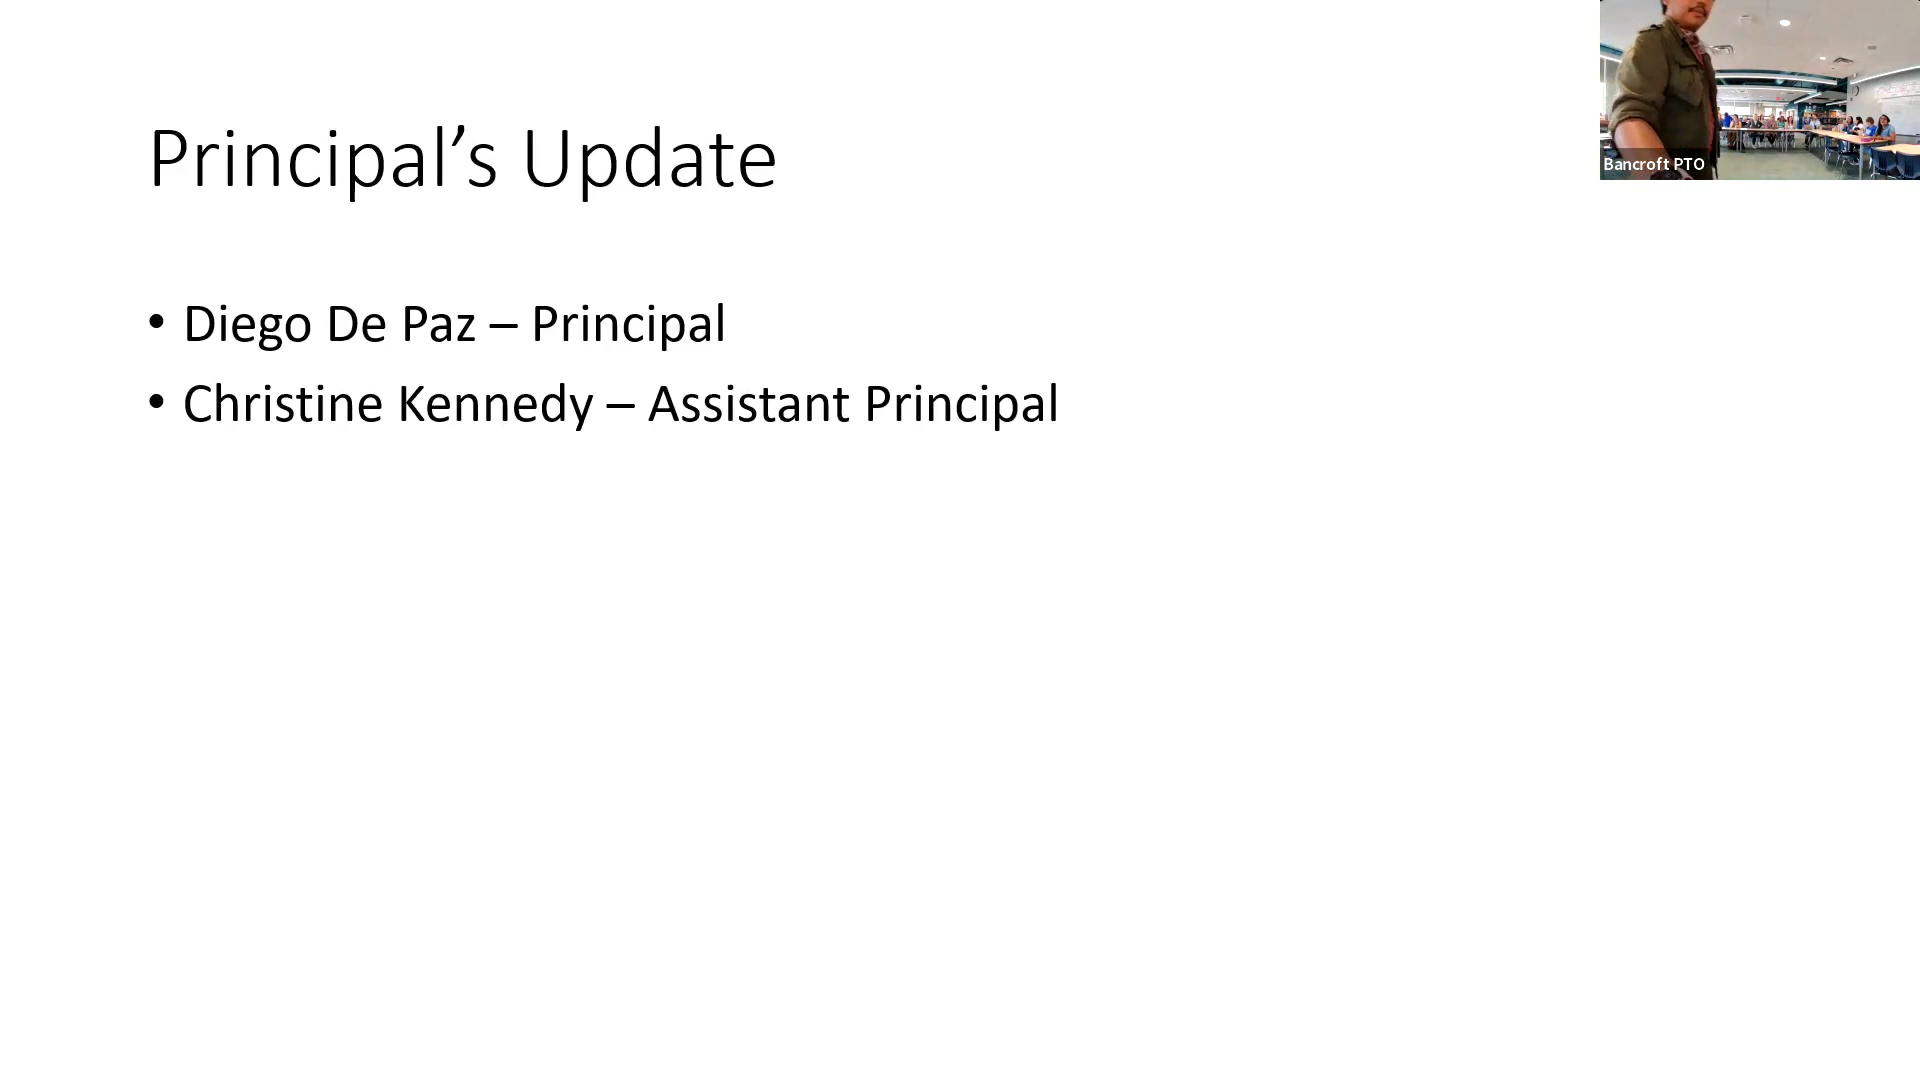 Principal’s Update
• Diego De Paz – Principal
• Christine Kennedy – Assistant Principal
Bancroft PTO